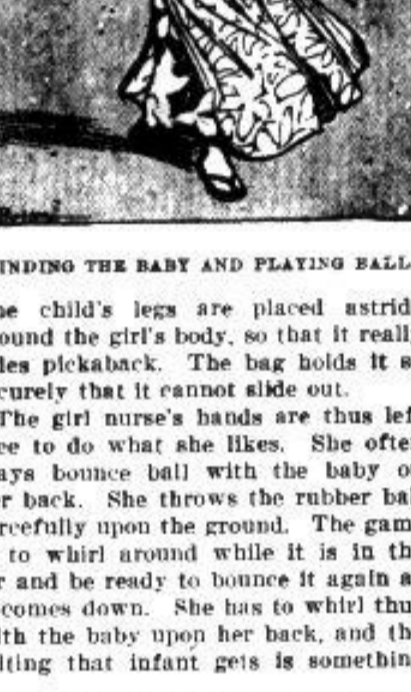 INDING THE BABY AND PLAYING BALL.
he child's legs are placed astrid
ound the girl's body, so that it reall
des pickaback. The bag holds it s
curely that it cannot slide out.
The girl nurse's hands are thus lef
ee to do what she likes. She ofte
ays bounce ball with the baby o
er back. She throws the rubber bal
rcefully upon the ground. The gam
to whirl around while it is in th
r and be ready to bounce it again a
comes down. She has to whirl thu
ith the baby upon her back, and th
lting that infant gets is somethin